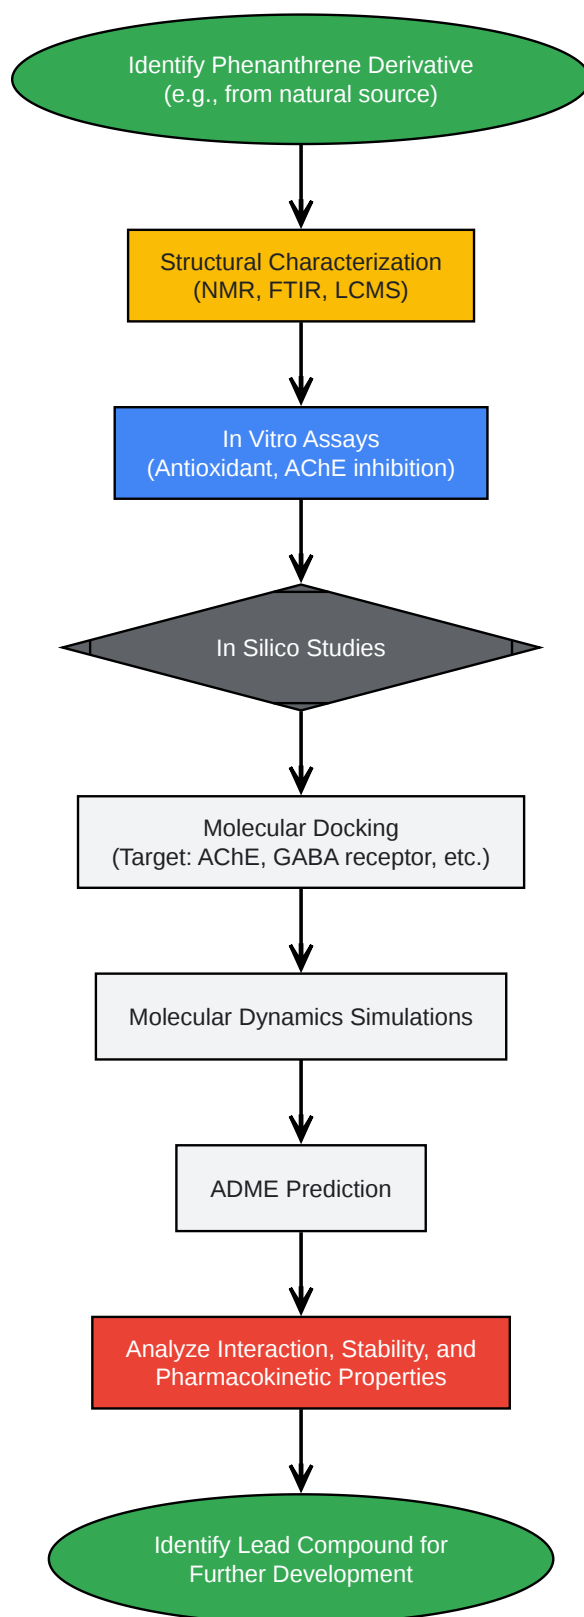 Identify Phenanthrene Derivative
(e.g., from natural source)
Structural Characterization
(NMR, FTIR, LCMS)
In Vitro Assays
(Antioxidant, AChE inhibition)
In Silico Studies
Molecular Docking
(Target: AChE, GABA receptor, etc.)
Molecular Dynamics Simulations
ADME Prediction
Analyze Interaction, Stability, and
Pharmacokinetic Properties
Identify Lead Compound for
Further Development